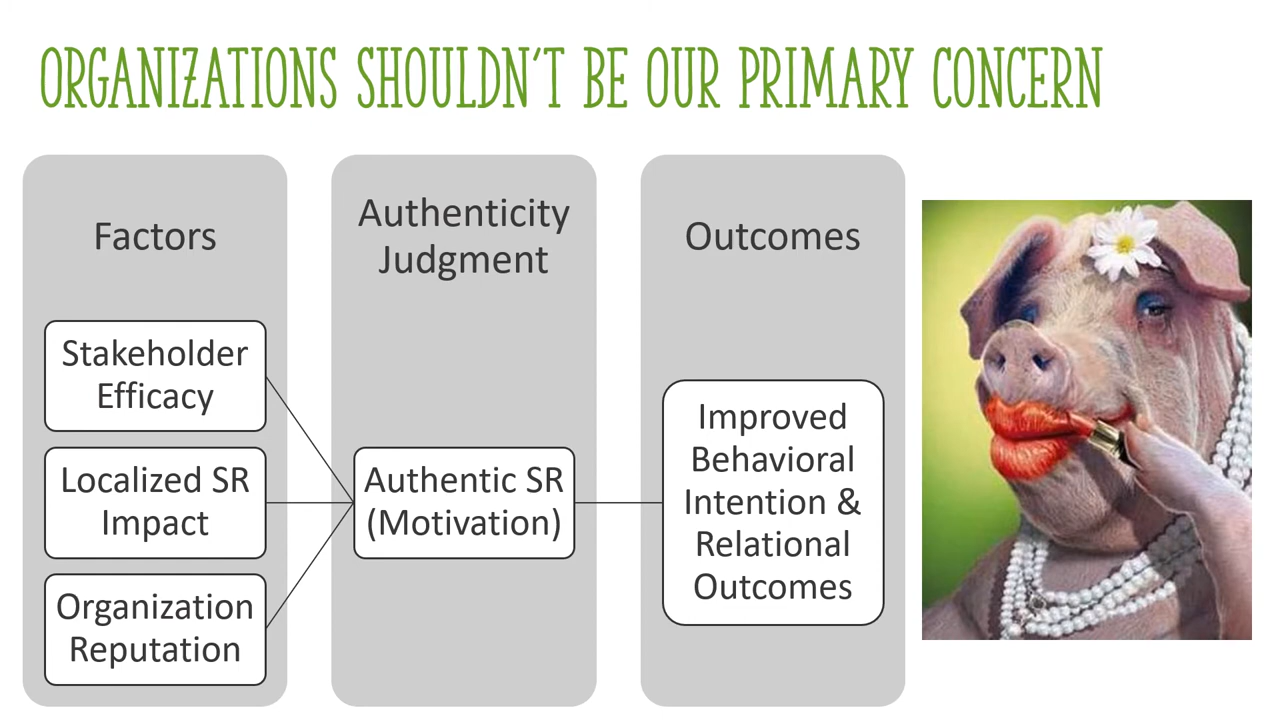 ORGANIZATIONS SHOULDN'T BE OUR PRIMARY CONCERN
Factors
Stakeholder
Efficacy
Localized SR
Impact
Organization
Reputation
Authenticity
Judgment
Authentic SR
(Motivation)
Outcomes
Improved
Behavioral
Intention &
Relational
Outcomes